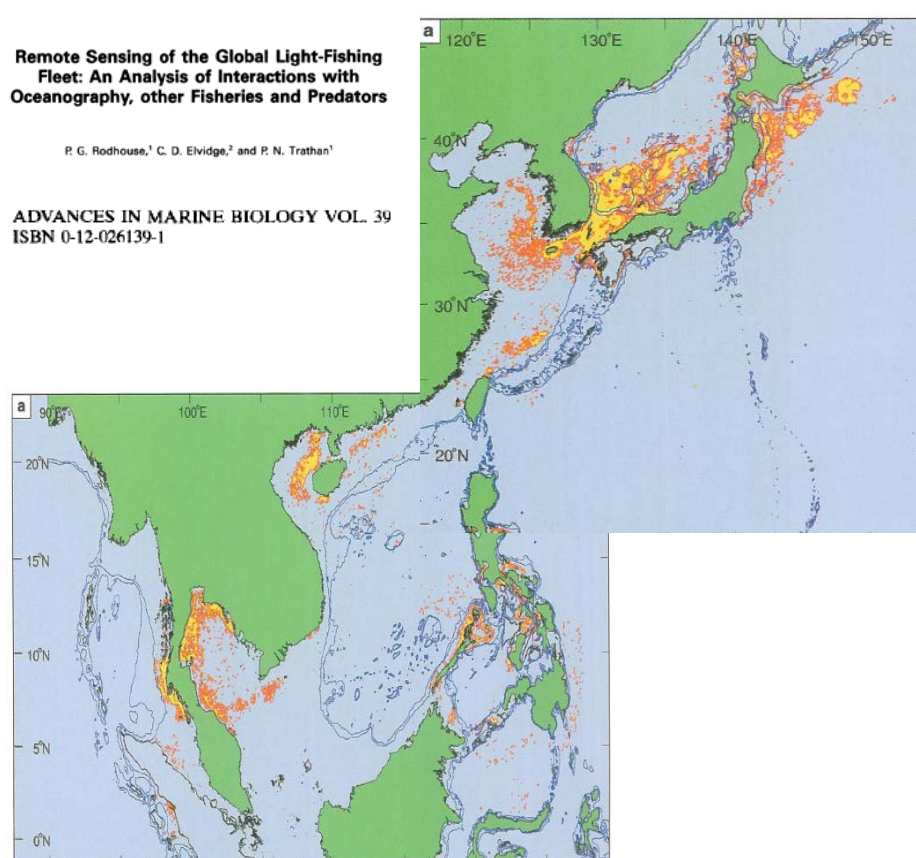 Remote Sensing of the Global Light-Fishing
Fleet: An Analysis of Interactions with
Oceanography, other Fisheries and Predators
P. G. Rodhouse,¹ C. D. Elvidge,² and P. N. Trathan¹
ADVANCES IN MARINE BIOLOGY VOL. 39
ISBN 0-12-026139-1
a
120°E
130°E
140°E
150°E
40°N
30°N
20°N
a
90°E
100°E
110°E
20°N
15°N
10°N
5°N
0°N